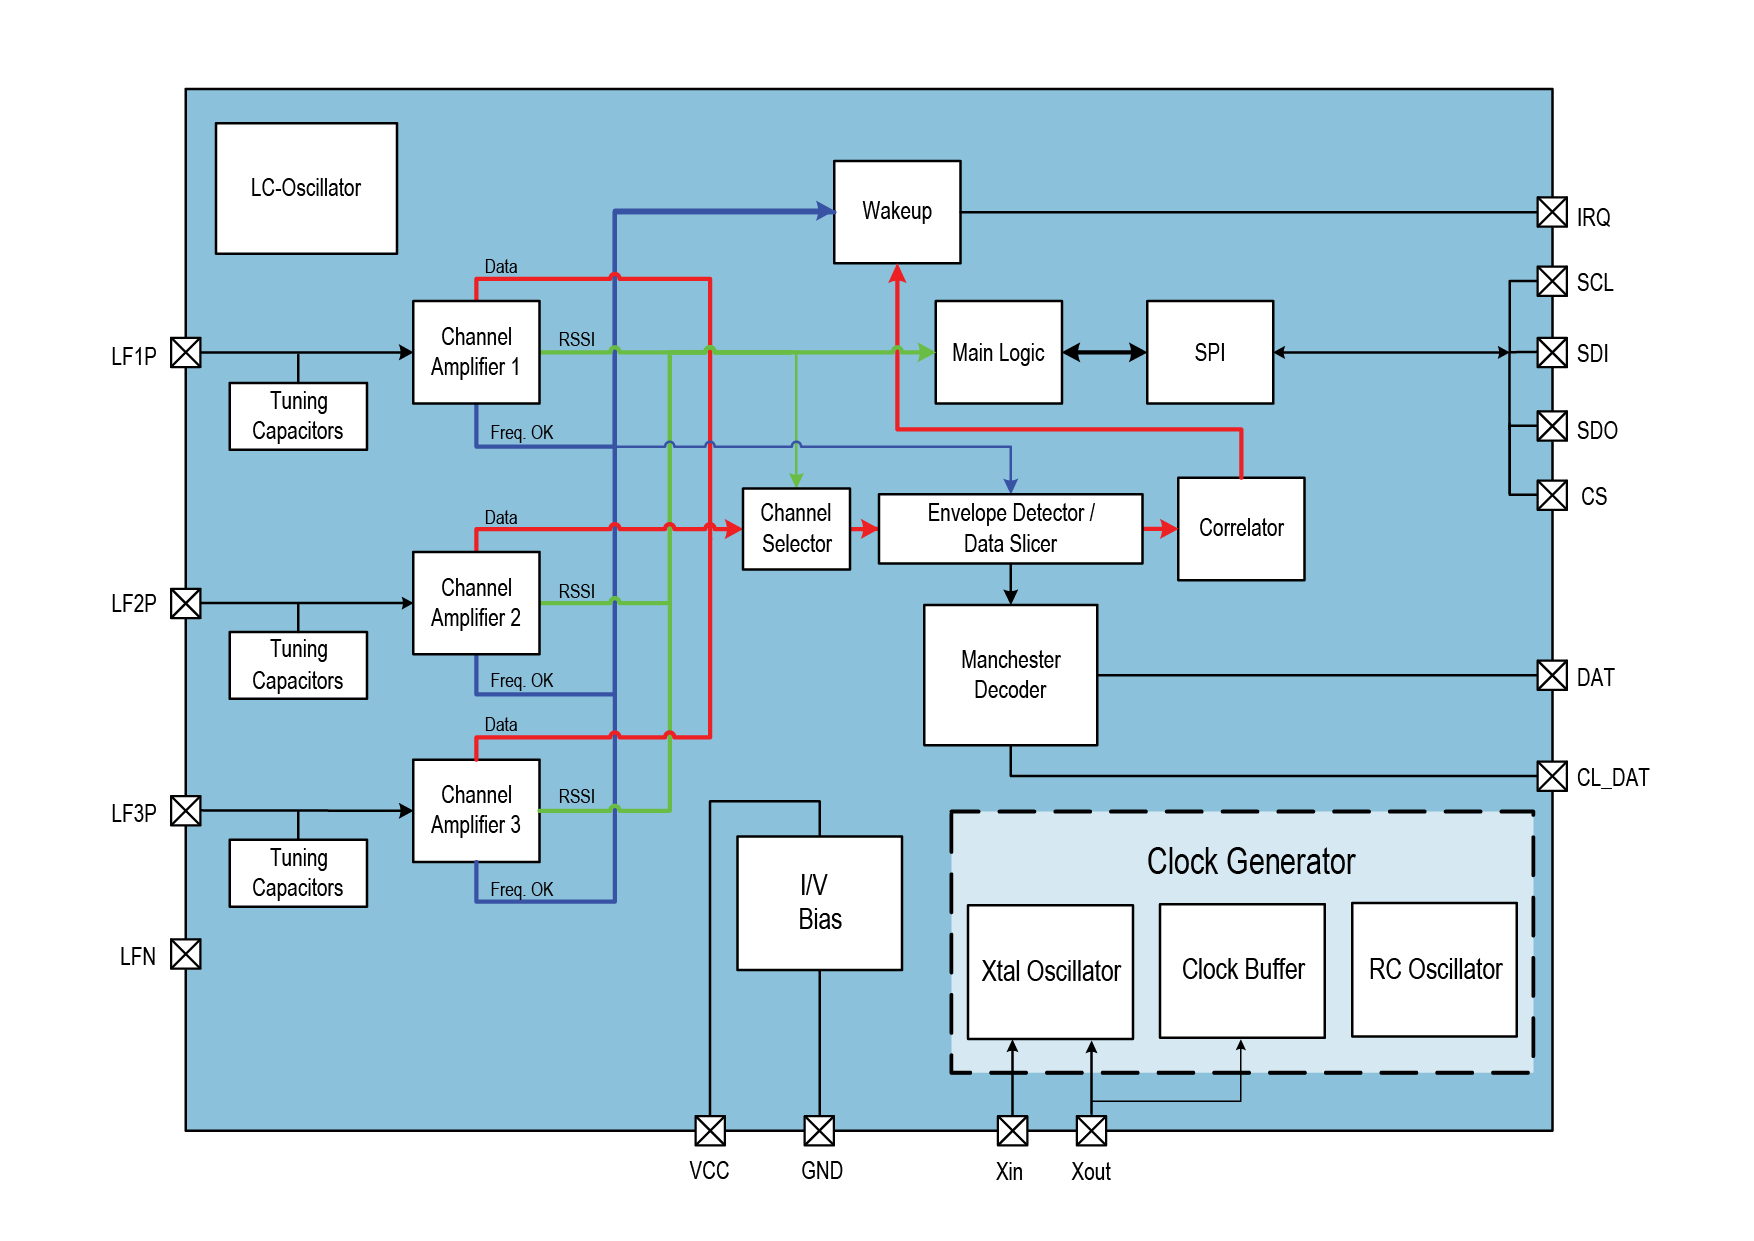 LC-Oscillator
Wakeup
IRQ
Data
SCL
LF1P
Channel
Amplifier 1
RSSI
Main Logic
SPI
SDI
Tuning
Capacitors
Freq. OK
SDO
CS
Data
Channel
Selector
Envelope Detector /
Data Slicer
Correlator
LF2P
Channel
Amplifier 2
RSSI
Tuning
Capacitors
Freq. OK
Manchester
Decoder
DAT
Data
CL_DAT
LF3P
Channel
Amplifier 3
RSSI
Tuning
Capacitors
Freq. OK
I/V
Bias
Clock Generator
LFN
Xtal Oscillator
Clock Buffer
RC Oscillator
VCC
GND
Xin
Xout